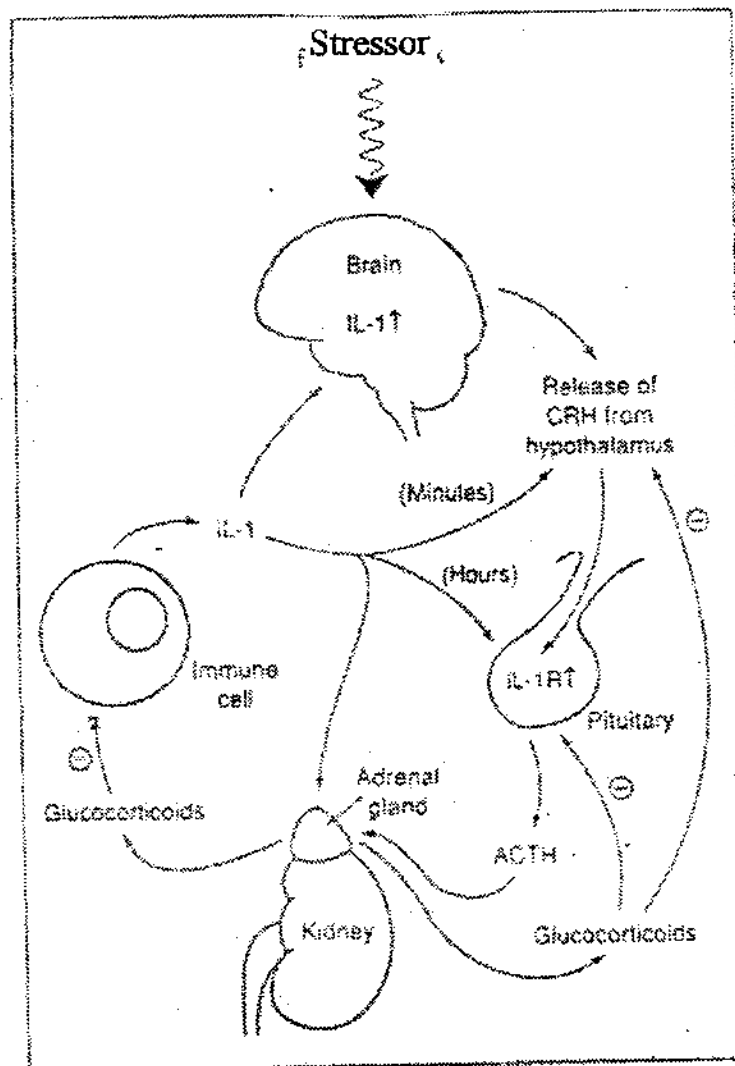 Stressor
Brain
IL-1↑
Release of
CRH from
hypothalamus
(Minutes)
IL-1
(Hours)
Immune
cell
IL-1R↑
Pituitary
⊖
⊖
⊖
Glucocorticoids
Adrenal
gland
ACTH
Kidney
Glucocorticoids